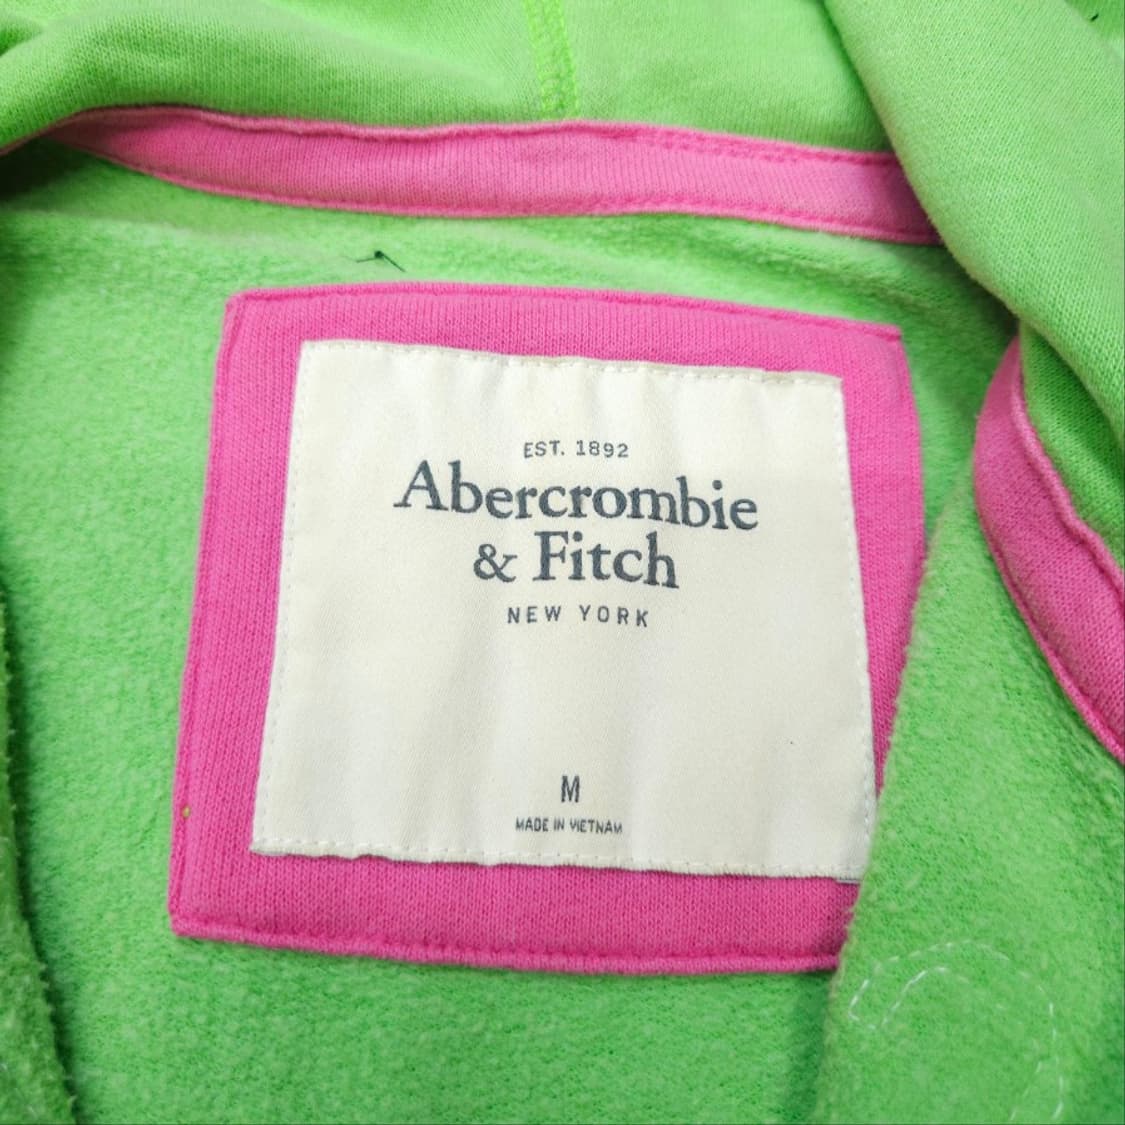 EST. 1892
Abercrombie
& Fitch
NEW YORK
M
MADE IN VIETNAM